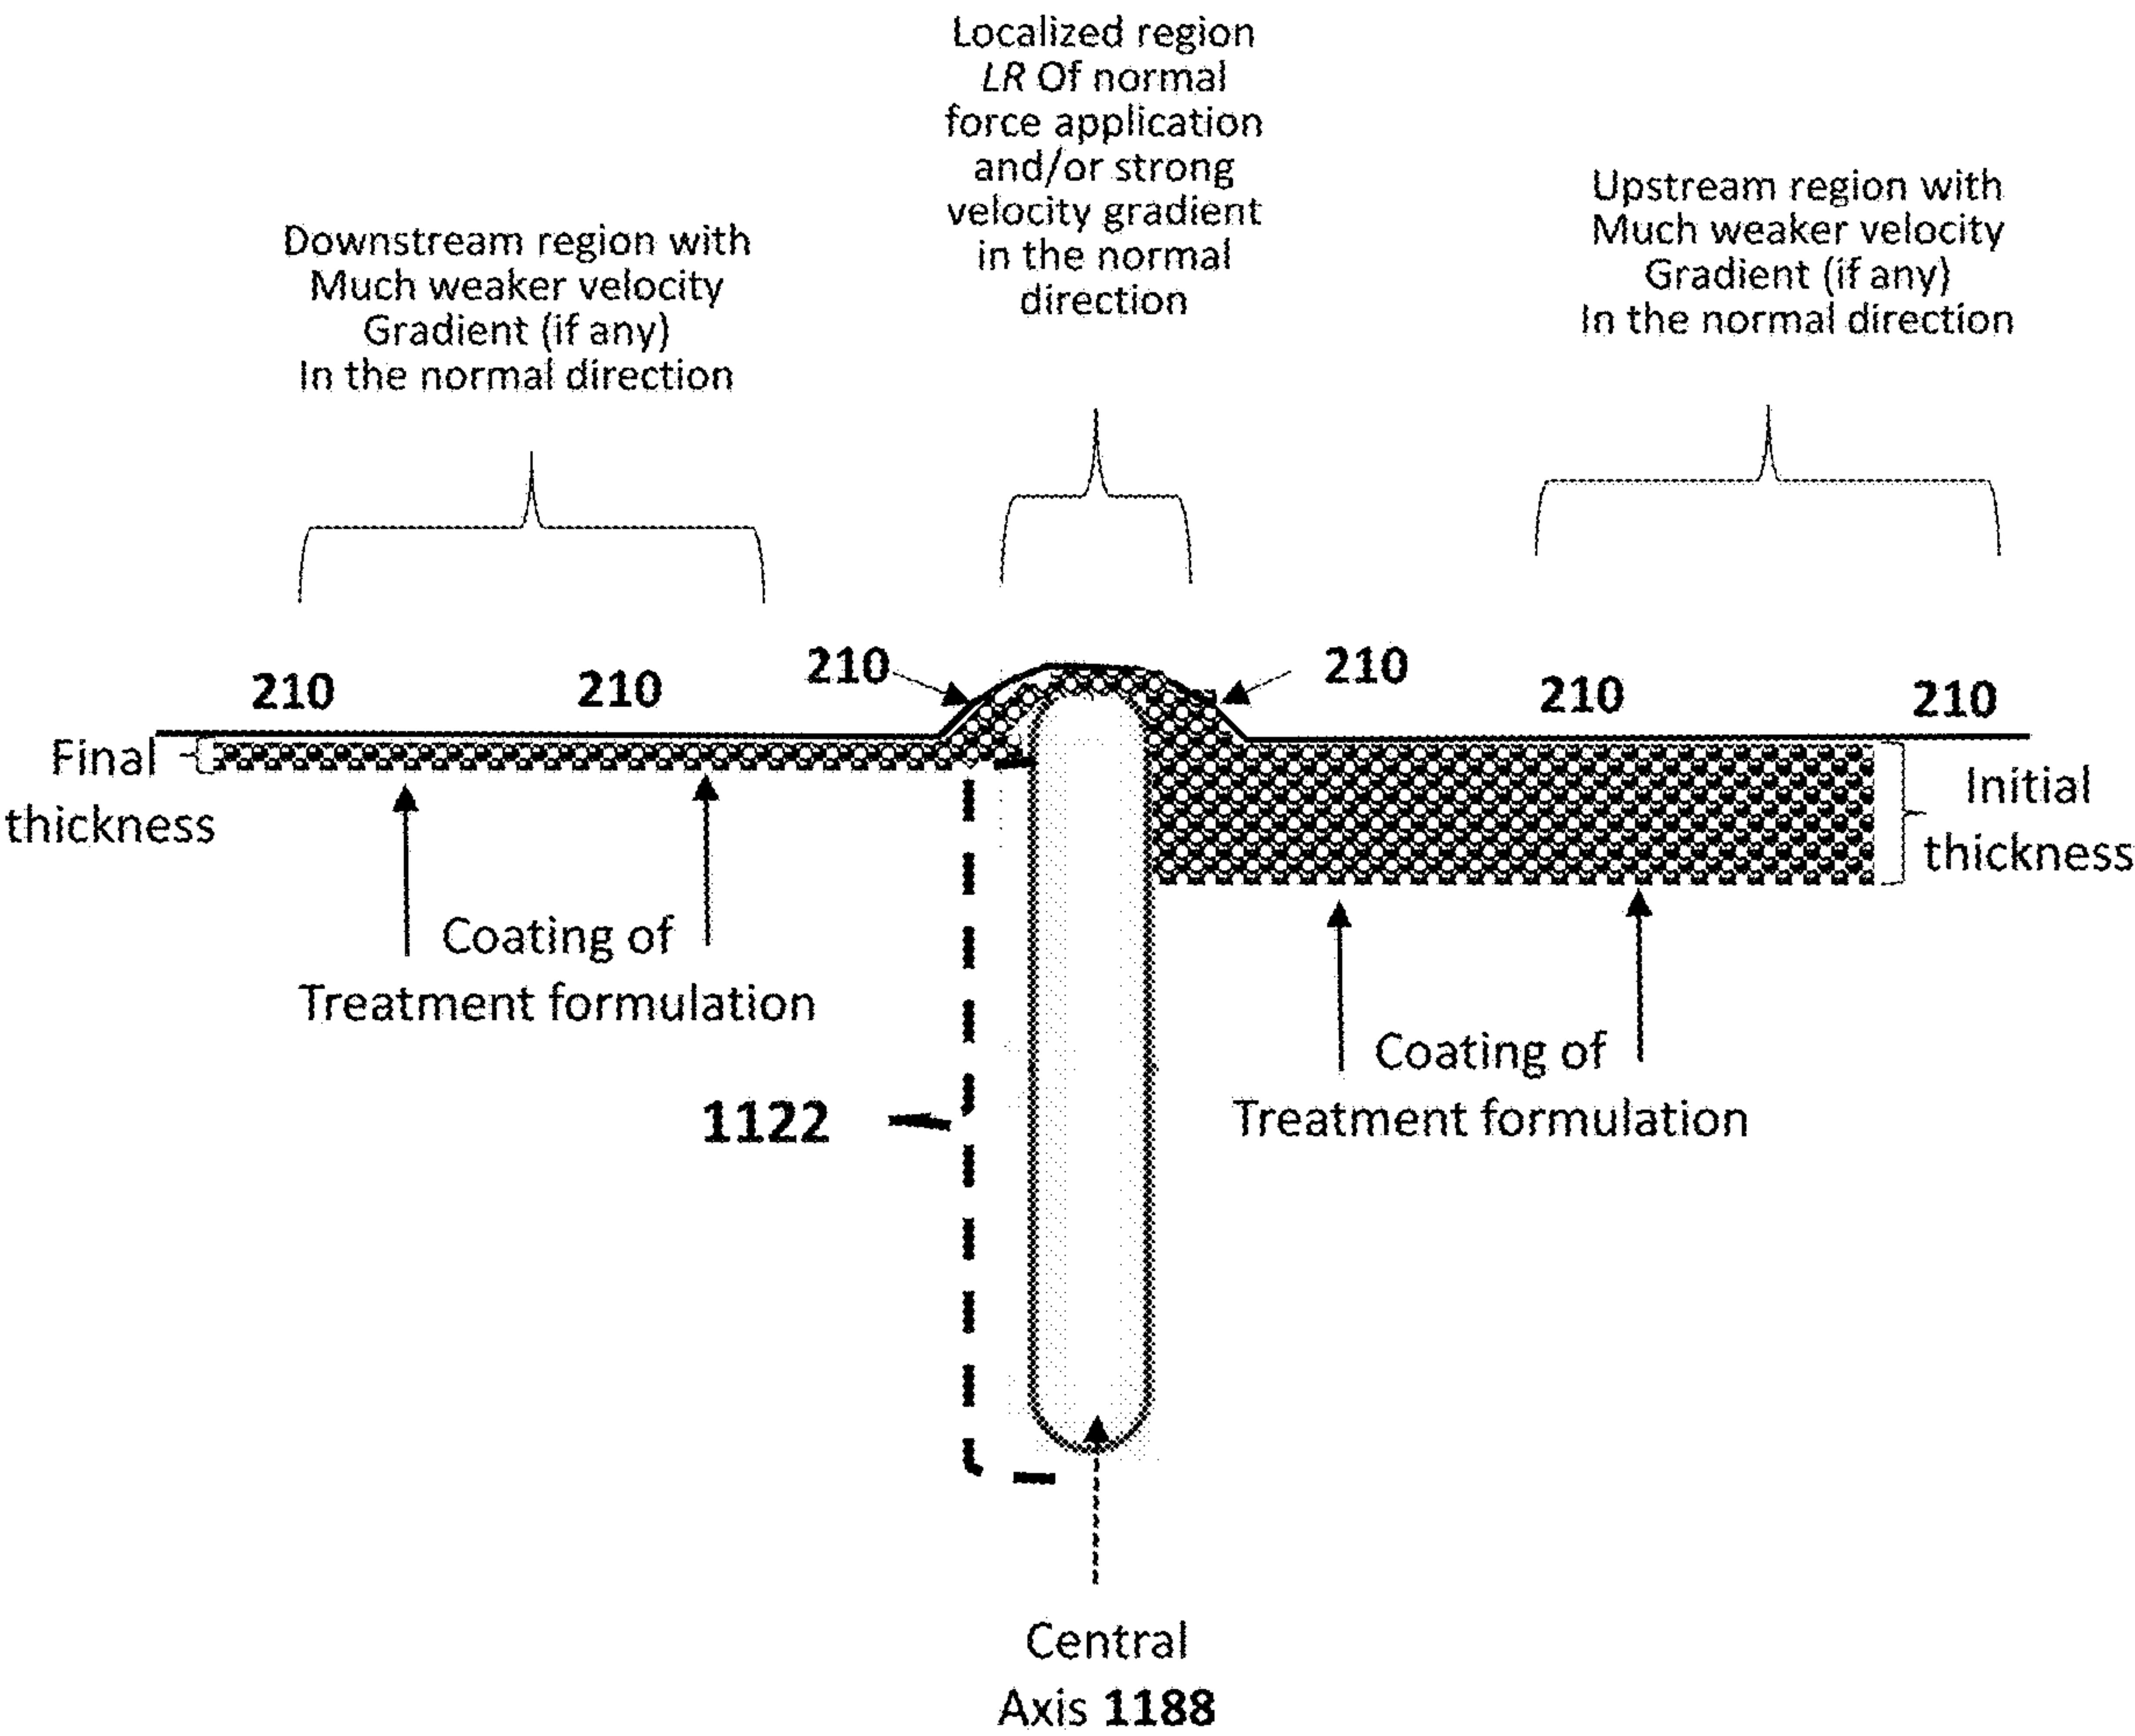 Localized region
LR Of normal
force application
and/or strong
velocity gradient
in the normal
direction
Downstream region with
Much weaker velocity
Gradient (if any)
In the normal direction
Upstream region with
Much weaker velocity
Gradient (if any)
In the normal direction
210 210 210 210 210 210
Final
thickness
Initial
thickness
Coating of
Treatment formulation
Coating of
Treatment formulation
1122
Central
Axis 1188